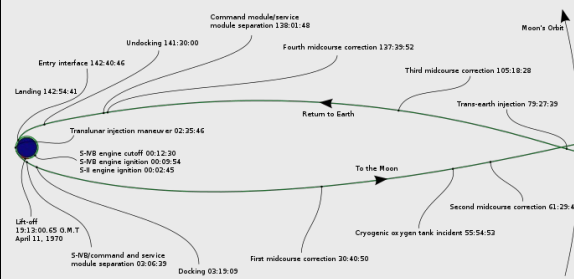 Command module/service
module separation 138:01:48
Moon's Orbit
Undocking 141:30:00
Fourth midcourse correction 137:39:52
Entry interface 142:40:46
Third midcourse correction 105:18:28
Landing 142:54:41
Trans-earth injection 79:27:39
Return to Earth
Translunar injection maneuver 02:35:46
S-IVB engine cutoff 00:12:30
S-IVB engine ignition 00:09:54
S-II engine ignition 00:02:45
To the Moon
Second midcourse correction 61:29:4
Lift-off
19:13:00.65 G.M.T
April 11, 1970
Cryogenic oxygen tank incident 55:54:53
S-IVB/command and service
module separation 03:06:39
First midcourse correction 30:40:50
Docking 03:19:09